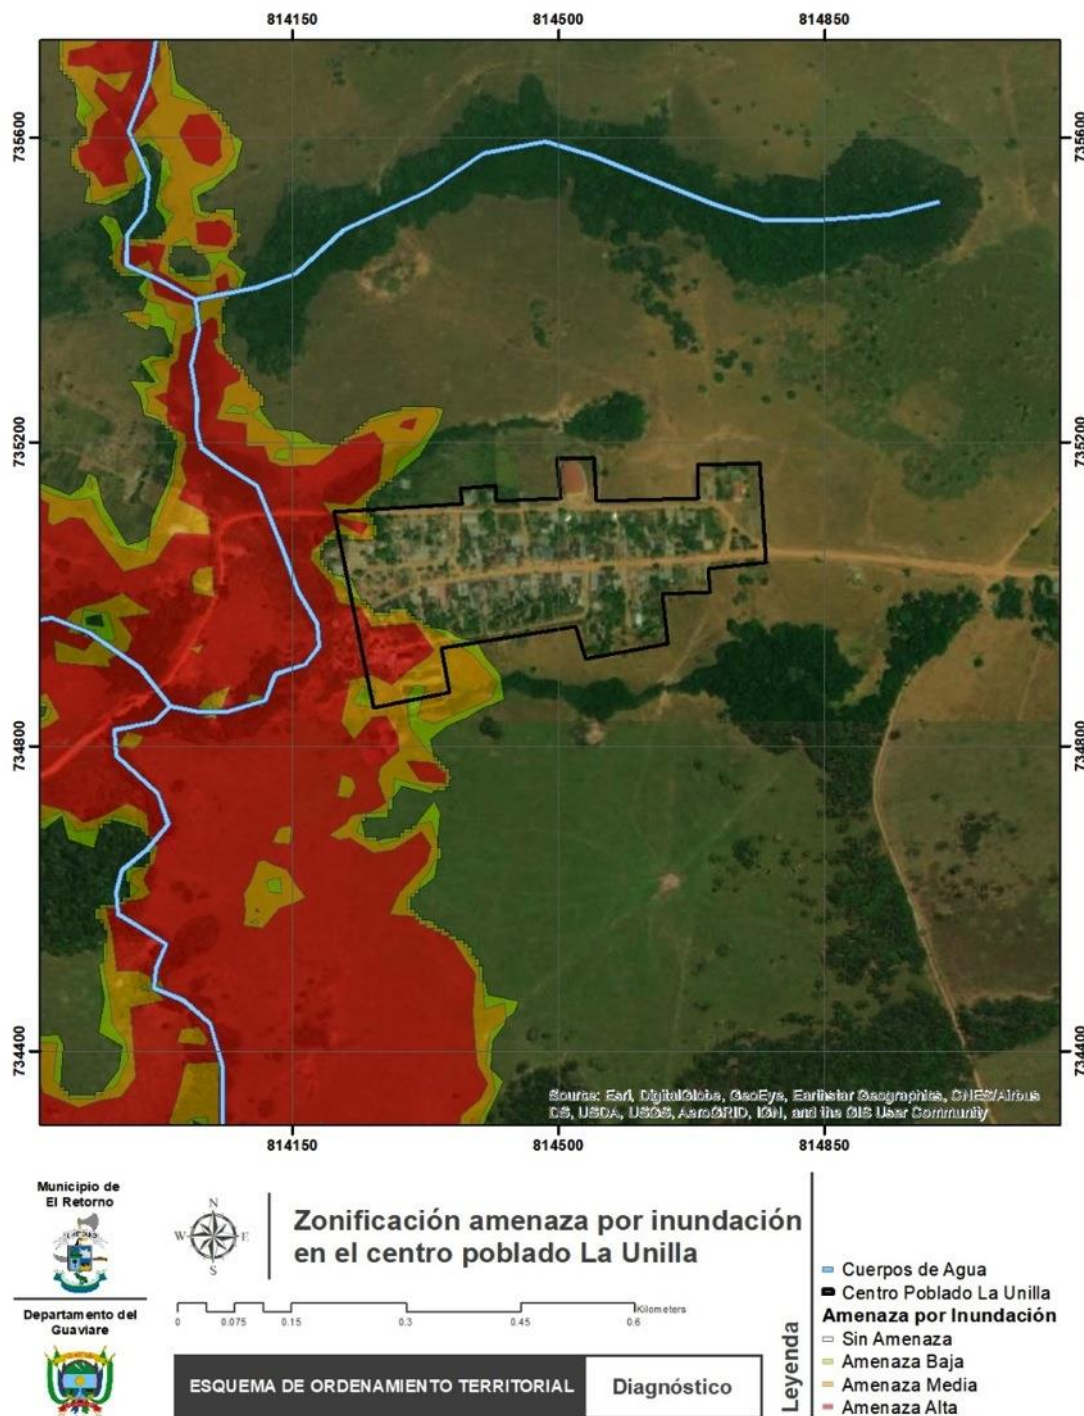 814150 814500 814850
735600 735600
735200 735200
734800 734800
734400 734400
Source: Esri, DigitalGlobe, GeoEye, Earthstar Geographics, CNES/Airbus
DS, USDA, USGS, AeroGRID, IGN, and the GIS User Community
814150 814500 814850
Municipio de
El Retorno
Departamento del
Guaviare
N
W E
S
Zonificación amenaza por inundación
en el centro poblado La Unilla
Kilometers
0 0.075 0.15 0.3 0.45 0.6
ESQUEMA DE ORDENAMIENTO TERRITORIAL Diagnóstico
Leyenda
Cuerpos de Agua
Centro Poblado La Unilla
Amenaza por Inundación
Sin Amenaza
Amenaza Baja
Amenaza Media
Amenaza Alta